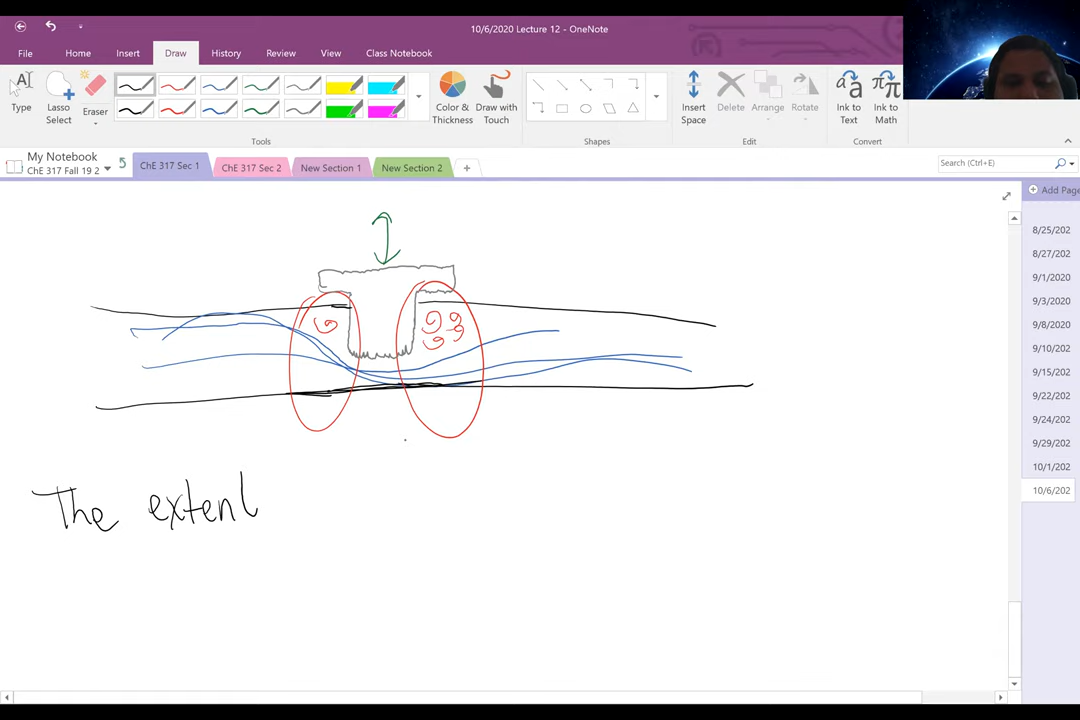 10/6/2020 Lecture 12 - OneNote
File Home Insert Draw History Review View Class Notebook
Type
Lasso Select
Eraser
Color & Thickness
Draw with Touch
Insert Space
Delete
Arrange
Rotate
Ink to Text
Ink to Math
Tools
Shapes
Edit
Convert
My Notebook
ChE 317 Fall 19 2
ChE 317 Sec 1
ChE 317 Sec 2
New Section 1
New Section 2
Search (Ctrl+E)
Add Page
8/25/202
8/27/202
9/1/2020
9/3/2020
9/8/2020
9/10/202
9/15/202
9/22/202
9/24/202
9/29/202
10/1/202
10/6/202
The extent